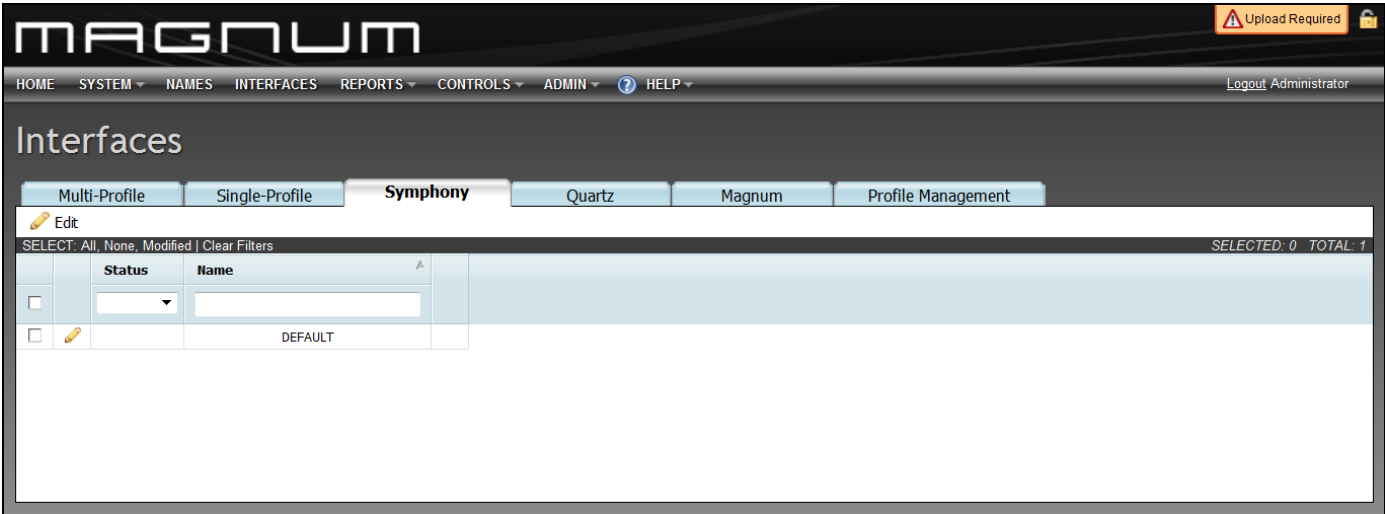 MAGNUM
Upload Required
HOME SYSTEM NAMES INTERFACES REPORTS CONTROLS ADMIN ? HELP Logout Administrator
Interfaces
Multi-Profile Single-Profile Symphony Quartz Magnum Profile Management
Edit
SELECT: All, None, Modified | Clear Filters SELECTED: 0 TOTAL: 1
Status Name
DEFAULT